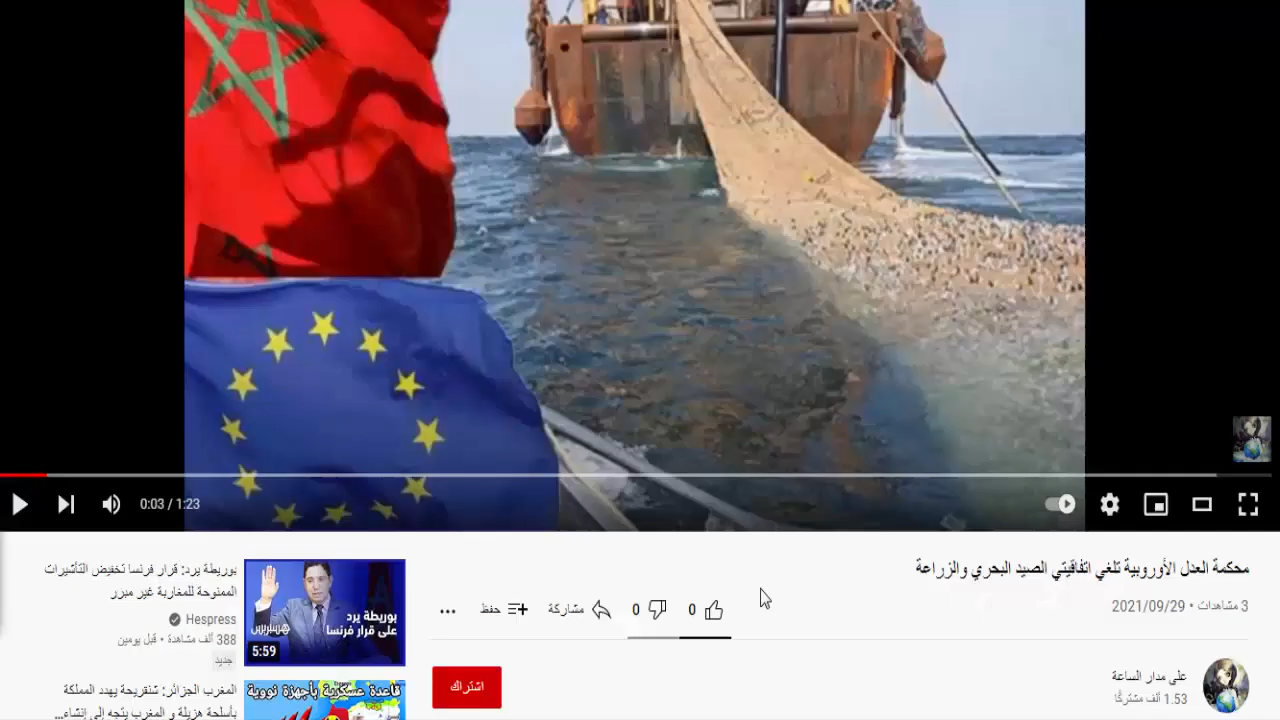 0:03 / 1:23
محكمة العدل الأوروبية تلغي اتفاقيتي الصيد البحري والزراعة
3 مشاهدات • 2021/09/29
0
0
مشاركة
حفظ
على مدار الساعة
1.53 ألف مشتركًا
اشتراك
بوريطة يرد: قرار فرنسا تخفيض التأشيرات
الممنوحة للمغاربة غير مبرر
Hespress
388 ألف مشاهدة • قبل يومين
جديد
بوريطة يرد
على قرار فرنسا
هسبريس
5:59
المغرب الجزائر: شنقريحة يهدد المملكة
بأسلحة هزيلة و المغرب يتجه إلى إنشاء...
قاعدة عسكرية بأجهزة نووية